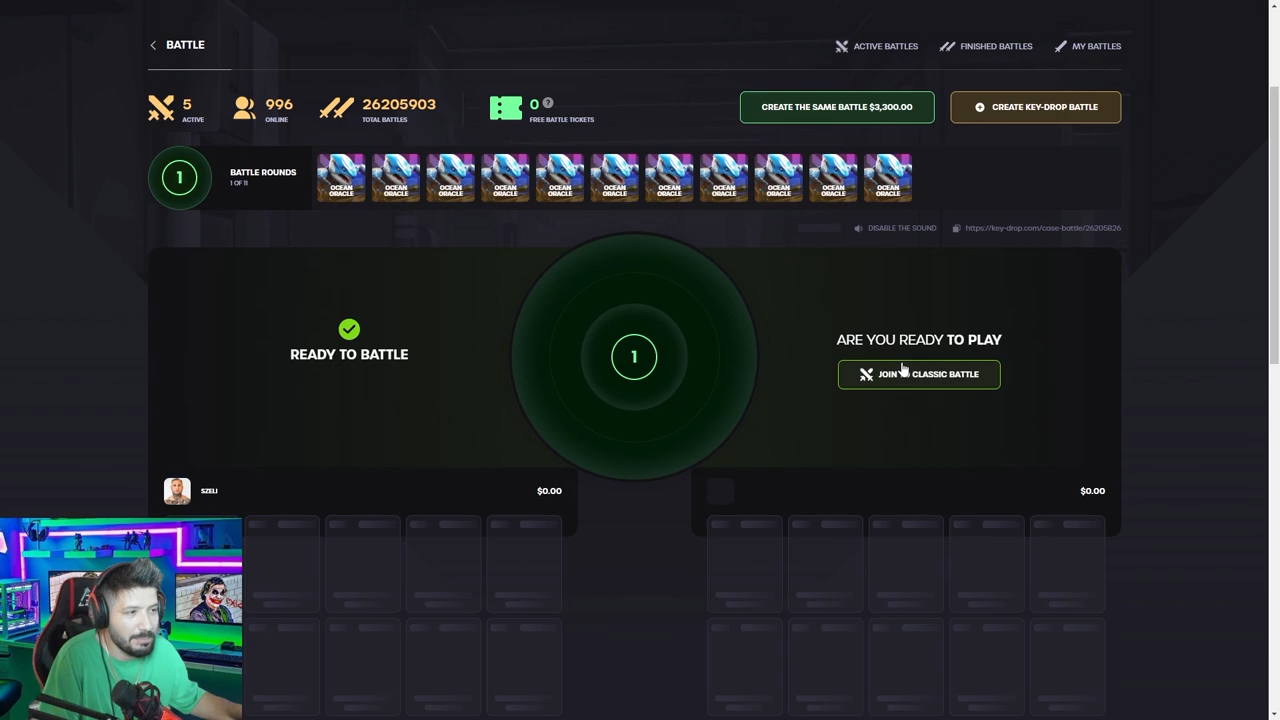 BATTLE
ACTIVE BATTLES
FINISHED BATTLES
MY BATTLES
5
ACTIVE
996
ONLINE
26205903
TOTAL BATTLES
0
?
FREE BATTLE TICKETS
CREATE THE SAME BATTLE $3,300.00
CREATE KEY-DROP BATTLE
1
BATTLE ROUNDS
1 OF 11
OCEAN ORACLE
OCEAN ORACLE
OCEAN ORACLE
OCEAN ORACLE
OCEAN ORACLE
OCEAN ORACLE
OCEAN ORACLE
OCEAN ORACLE
OCEAN ORACLE
OCEAN ORACLE
OCEAN ORACLE
DISABLE THE SOUND
https://key-drop.com/case-battle/26205826
READY TO BATTLE
1
ARE YOU READY TO PLAY
JOIN CLASSIC BATTLE
SZELI
$0.00
$0.00